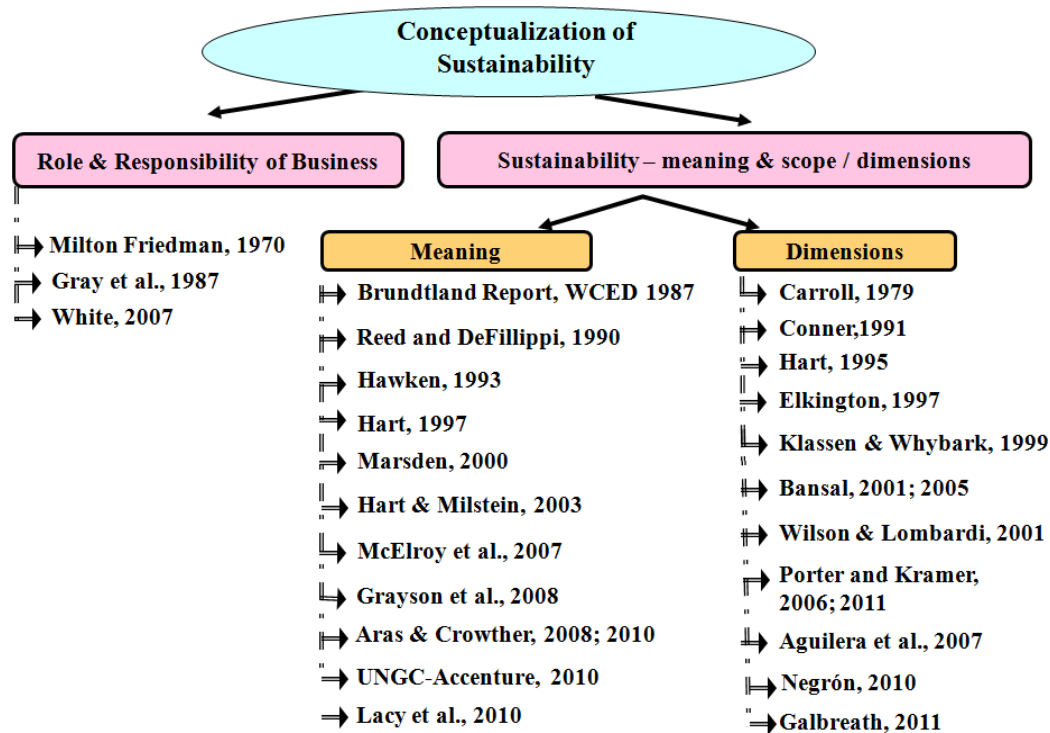 Conceptualization of
Sustainability
Role & Responsibility of Business
Milton Friedman, 1970
Gray et al., 1987
White, 2007
Sustainability – meaning & scope / dimensions
Meaning
Brundtland Report, WCED 1987
Reed and DeFillippi, 1990
Hawken, 1993
Hart, 1997
Marsden, 2000
Hart & Milstein, 2003
McElroy et al., 2007
Grayson et al., 2008
Aras & Crowther, 2008; 2010
UNGC-Accenture, 2010
Lacy et al., 2010
Dimensions
Carroll, 1979
Conner,1991
Hart, 1995
Elkington, 1997
Klassen & Whybark, 1999
Bansal, 2001; 2005
Wilson & Lombardi, 2001
Porter and Kramer,
2006; 2011
Aguilera et al., 2007
Negrón, 2010
Galbreath, 2011